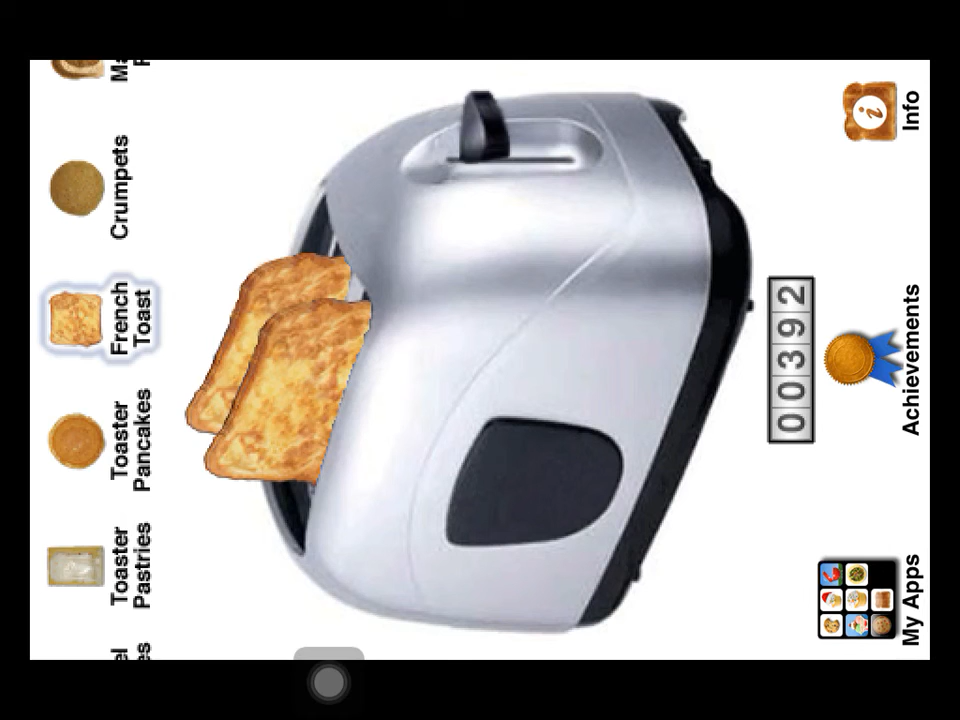 Crumpets
French
Toast
Toaster
Pancakes
Toaster
Pastries
00392
Info
Achievements
My Apps